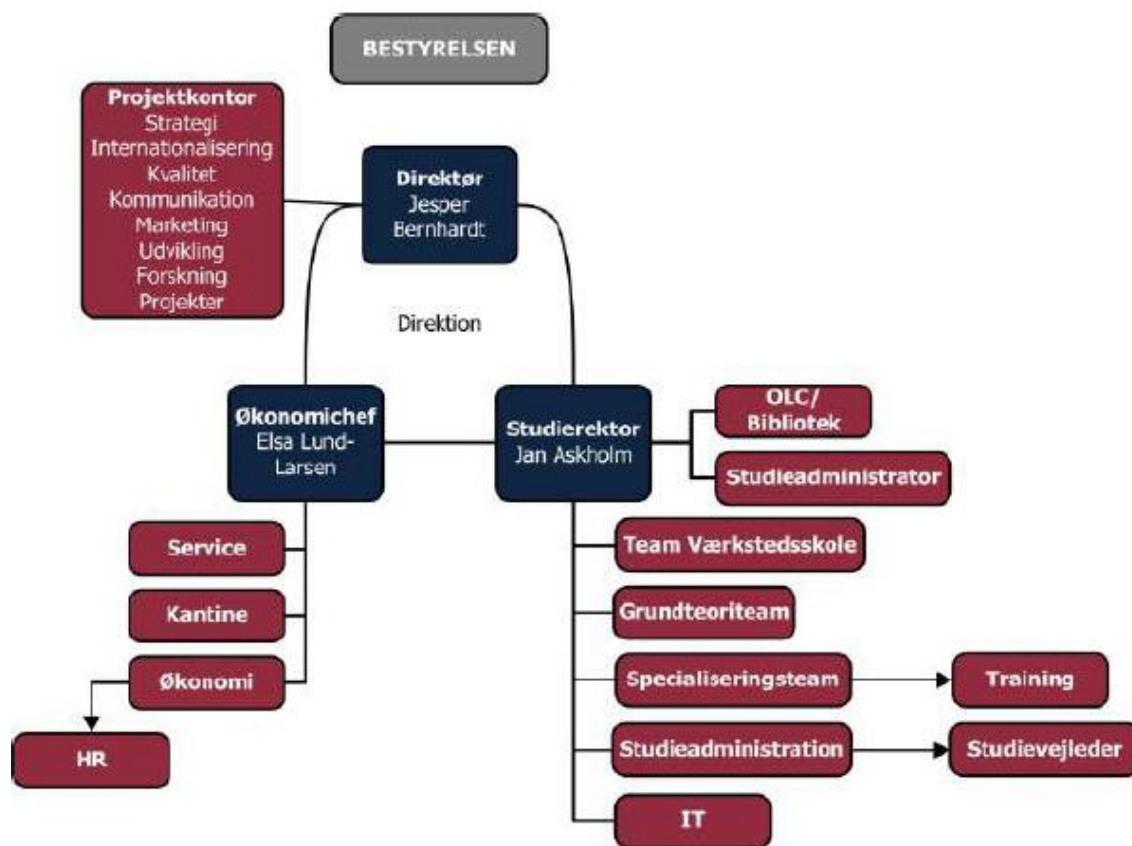 BESTYRELSEN
Projektkontor
Strategi
Internationalisering
Kvalitet
Kommunikation
Marketing
Udvikling
Forskning
Projekter
Direktør
Jesper
Bernhardt
Direktion
Økonomichef
Elsa Lund-
Larsen
Studierektor
Jan Askholm
OLC/
Bibliotek
Studieadministrator
Service
Kantine
Økonomi
HR
Team Værkstedsskole
Grundteoriteam
Specialiseringsteam
Training
Studieadministration
Studievejleder
IT